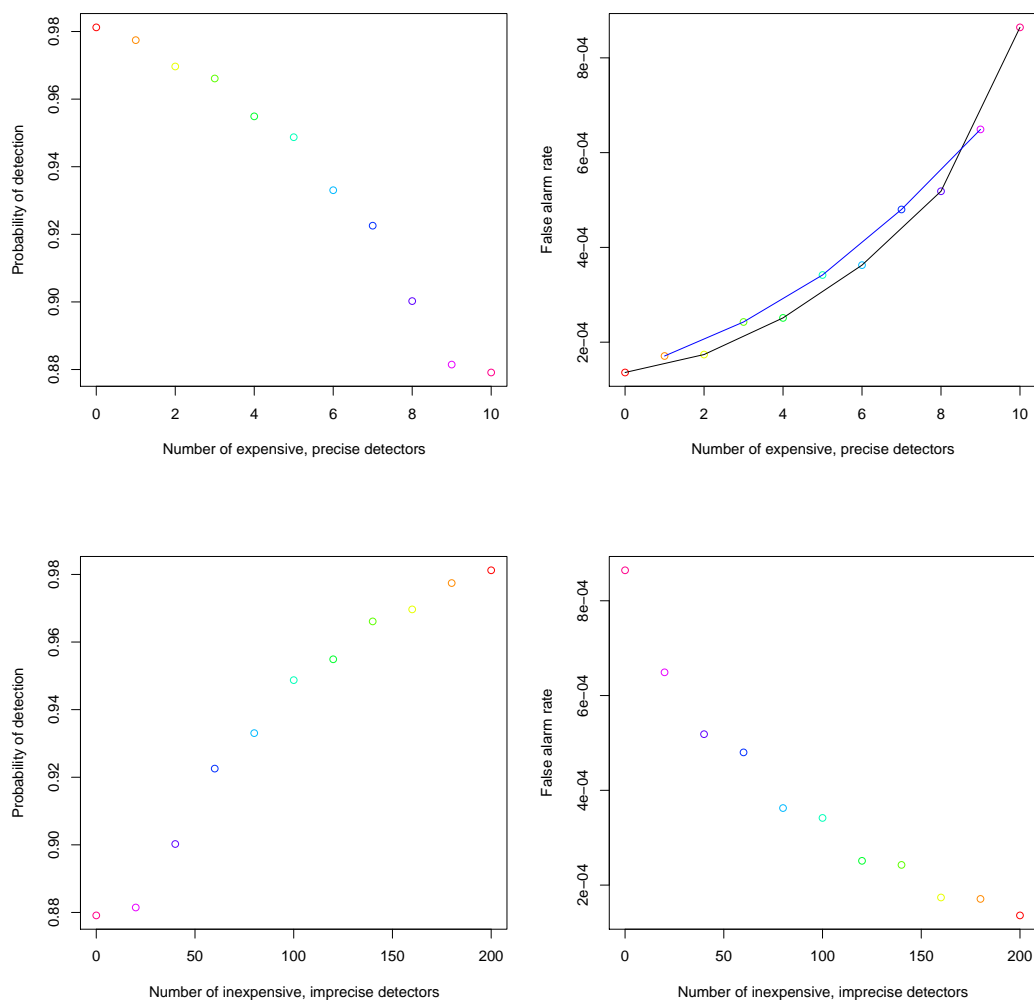 0.88 0.90 0.92 0.94 0.96 0.98
Probability of detection
0 2 4 6 8 10
Number of expensive, precise detectors
2e−04 4e−04 6e−04 8e−04
False alarm rate
0 2 4 6 8 10
Number of expensive, precise detectors
0.88 0.90 0.92 0.94 0.96 0.98
Probability of detection
0 50 100 150 200
Number of inexpensive, imprecise detectors
2e−04 4e−04 6e−04 8e−04
False alarm rate
0 50 100 150 200
Number of inexpensive, imprecise detectors